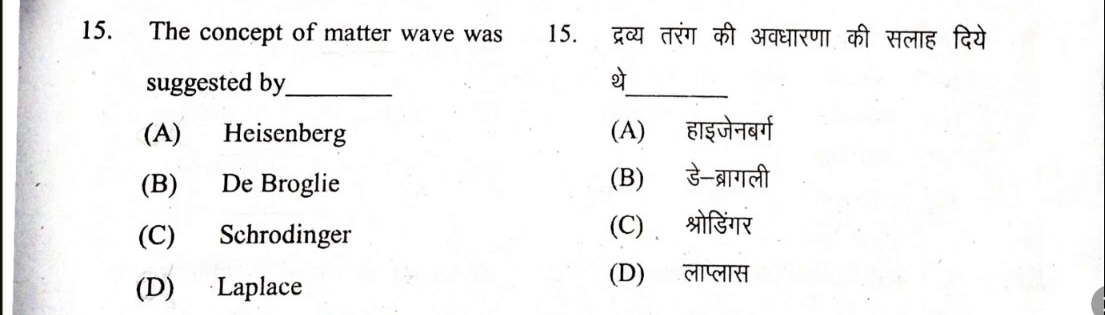 15. The concept of matter wave was
suggested by________
(A) Heisenberg
(B) De Broglie
(C) Schrodinger
(D) Laplace
15. द्रव्य तरंग की अवधारणा की सलाह दिये
थे________
(A) हाइजेनबर्ग
(B) डे–ब्रागली
(C) श्रोडिंगर
(D) लाप्लास